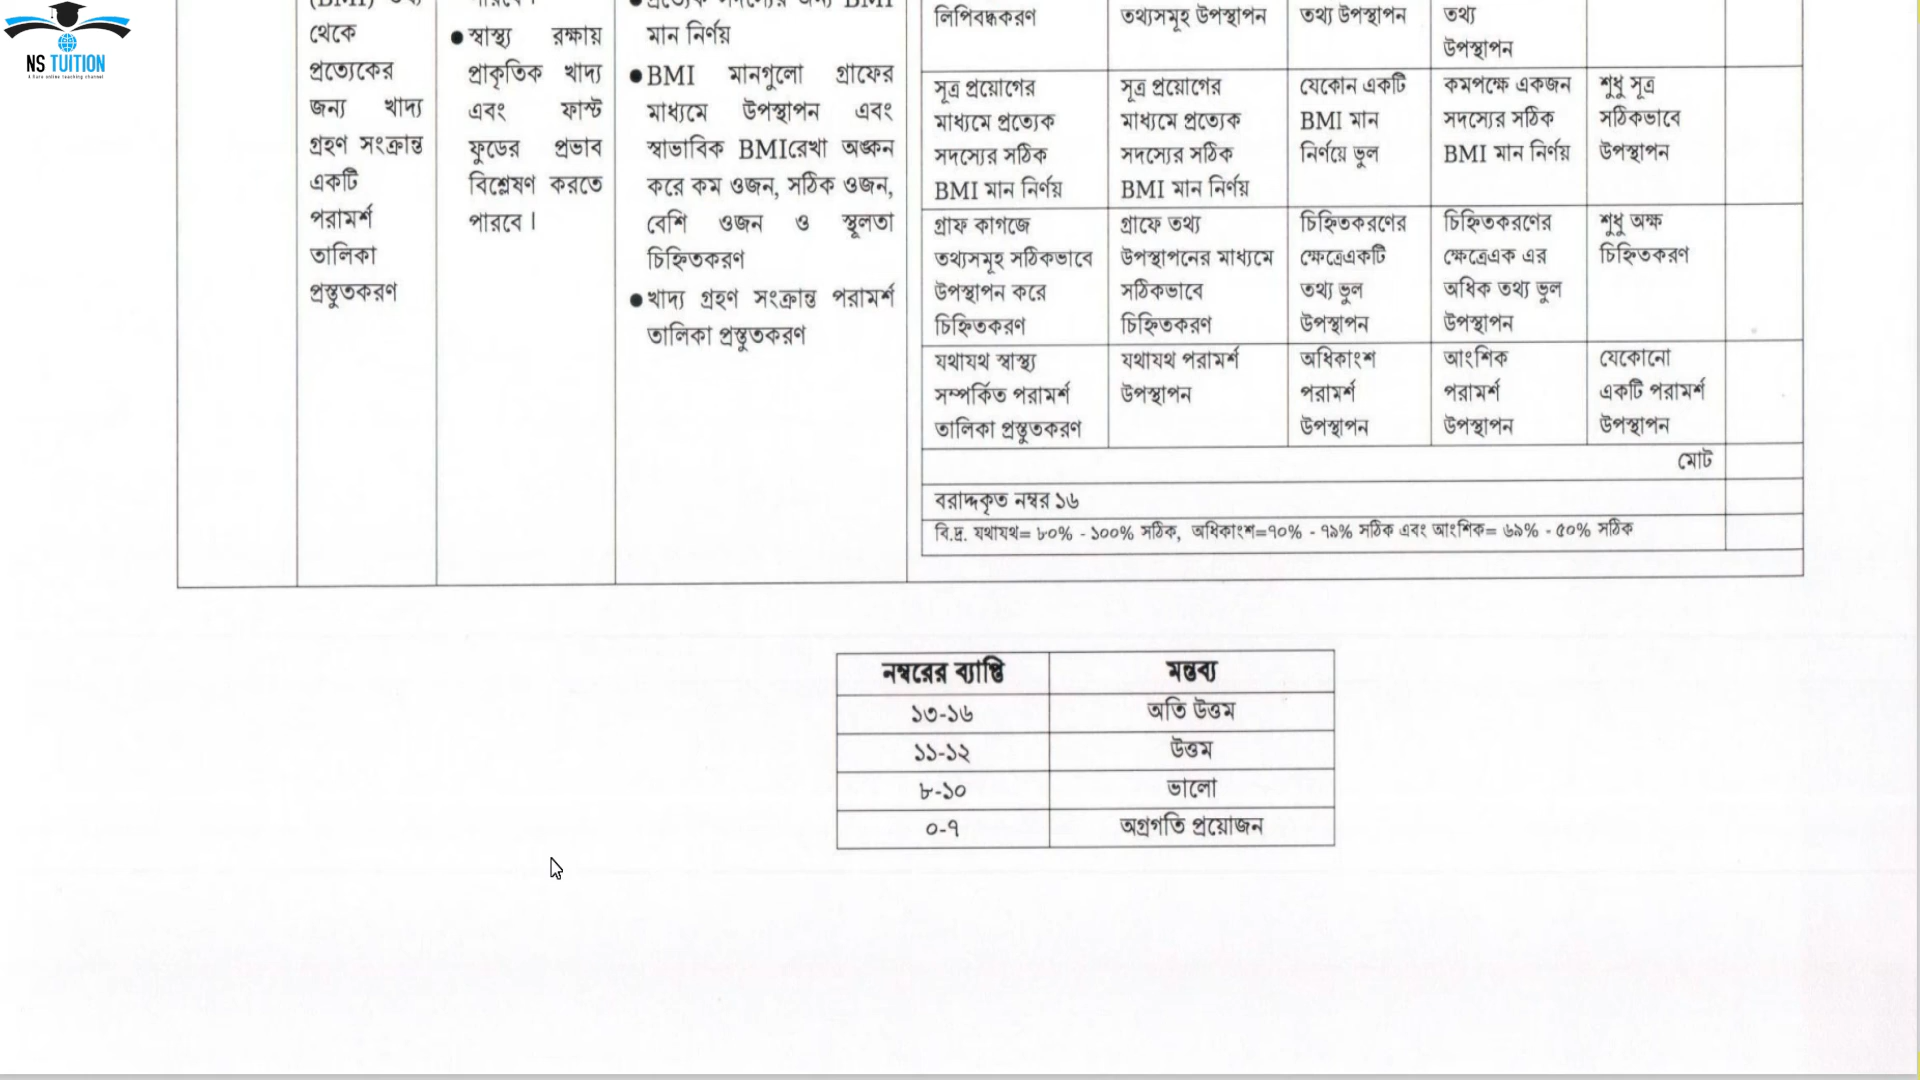 NS TUITION
থেকে
প্রত্যেকের
জন্য খাদ্য
গ্রহণ সংক্রান্ত
একটি
পরামর্শ
তালিকা
প্রস্তুতকরণ
● স্বাস্থ্য রক্ষায়
প্রাকৃতিক খাদ্য
এবং ফাস্ট
ফুডের প্রভাব
বিশ্লেষণ করতে
পারবে।
মান নির্ণয়
● BMI মানগুলো গ্রাফের
মাধ্যমে উপস্থাপন এবং
স্বাভাবিক BMIরেখা অঙ্কন
করে কম ওজন, সঠিক ওজন,
বেশি ওজন ও স্থূলতা
চিহ্নিতকরণ
● খাদ্য গ্রহণ সংক্রান্ত পরামর্শ
তালিকা প্রস্তুতকরণ
লিপিবদ্ধকরণ
তথ্যসমূহ উপস্থাপন
তথ্য উপস্থাপন
তথ্য
উপস্থাপন
সূত্র প্রয়োগের
মাধ্যমে প্রত্যেক
সদস্যের সঠিক
BMI মান নির্ণয়
সূত্র প্রয়োগের
মাধ্যমে প্রত্যেক
সদস্যের সঠিক
BMI মান নির্ণয়
যেকোন একটি
BMI মান
নির্ণয়ে ভুল
কমপক্ষে একজন
সদস্যের সঠিক
BMI মান নির্ণয়
শুধু সূত্র
সঠিকভাবে
উপস্থাপন
গ্রাফ কাগজে
তথ্যসমূহ সঠিকভাবে
উপস্থাপন করে
চিহ্নিতকরণ
গ্রাফে তথ্য
উপস্থাপনের মাধ্যমে
সঠিকভাবে
চিহ্নিতকরণ
চিহ্নিতকরণের
ক্ষেত্রেএকটি
তথ্য ভুল
উপস্থাপন
চিহ্নিতকরণের
ক্ষেত্রেএক এর
অধিক তথ্য ভুল
উপস্থাপন
শুধু অক্ষ
চিহ্নিতকরণ
যথাযথ স্বাস্থ্য
সম্পর্কিত পরামর্শ
তালিকা প্রস্তুতকরণ
যথাযথ পরামর্শ
উপস্থাপন
অধিকাংশ
পরামর্শ
উপস্থাপন
আংশিক
পরামর্শ
উপস্থাপন
যেকোনো
একটি পরামর্শ
উপস্থাপন
মোট
বরাদ্দকৃত নম্বর ১৬
বি.দ্র. যথাযথ= ৮০% - ১০০% সঠিক, অধিকাংশ=৭০% - ৭৯% সঠিক এবং আংশিক= ৬৯% - ৫০% সঠিক
নম্বরের ব্যাপ্তি মন্তব্য
১৩-১৬ অতি উত্তম
১১-১২ উত্তম
৮-১০ ভালো
০-৭ অগ্রগতি প্রয়োজন